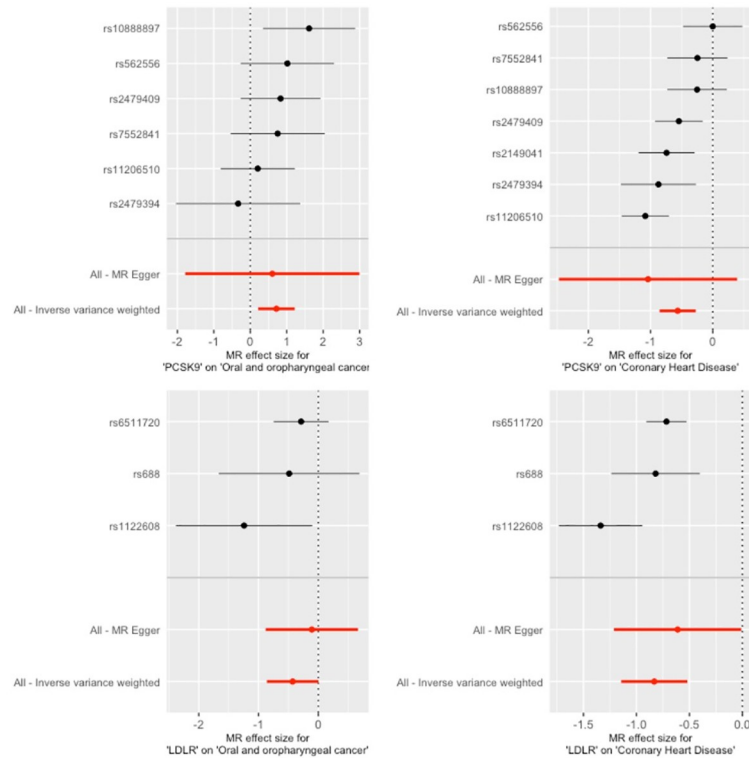 rs10888897
rs562556
rs2479409
rs7552841
rs11206510
rs2479394
All - MR Egger
All - Inverse variance weighted
-2 -1 0 1 2 3
MR effect size for
'PCSK9' on 'Oral and oropharyngeal cancer'
rs562556
rs7552841
rs10888897
rs2479409
rs2149041
rs2479394
rs11206510
All - MR Egger
All - Inverse variance weighted
-2 -1 0
MR effect size for
'PCSK9' on 'Coronary Heart Disease'
rs6511720
rs688
rs1122608
All - MR Egger
All - Inverse variance weighted
-2 -1 0
MR effect size for
'LDLR' on 'Oral and oropharyngeal cancer'
rs6511720
rs688
rs1122608
All - MR Egger
All - Inverse variance weighted
-1.5 -1.0 -0.5 0.0
MR effect size for
'LDLR' on 'Coronary Heart Disease'